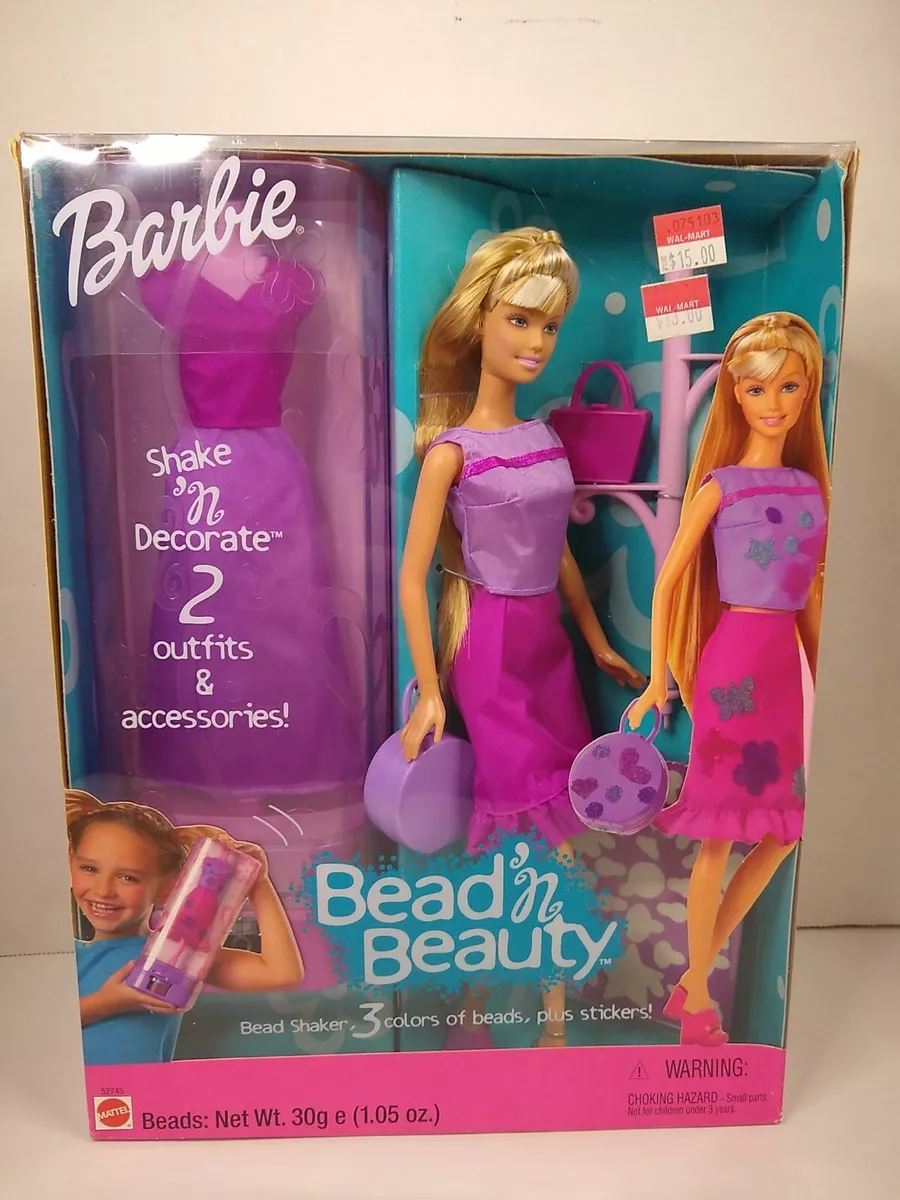 Barbie®
.075193
WAL-MART
$15.00
WAL-MART
Shake
'n
Decorate™
2
outfits
&
accessories!
Bead 'n
Beauty™
Bead Shaker, 3 colors of beads, plus stickers!
⚠ WARNING:
CHOKING HAZARD - Small parts
Not for children under 3 years.
52745
MATTEL
Beads: Net Wt. 30g e (1.05 oz.)